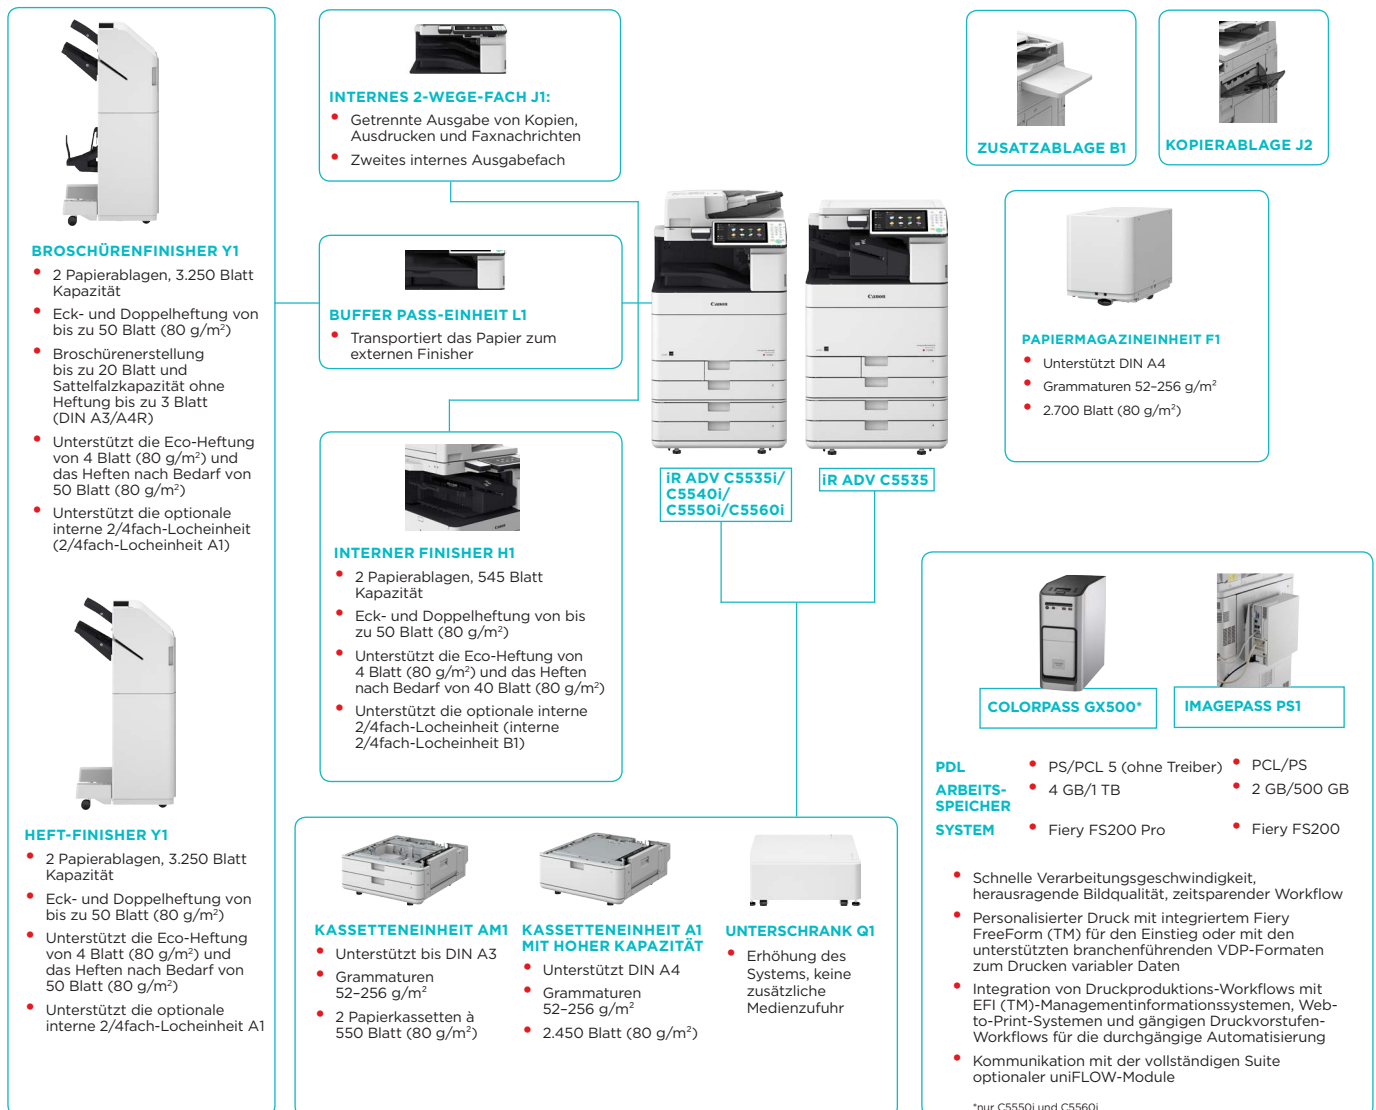 BROSCHÜRENFINISHER Y1
2 Papierablagen, 3.250 Blatt
Kapazität
Eck- und Doppelheftung von
bis zu 50 Blatt (80 g/m²)
Broschürenerstellung
bis zu 20 Blatt und
Sattelfalzkapazität ohne
Heftung bis zu 3 Blatt
(DIN A3/A4R)
Unterstützt die Eco-Heftung
von 4 Blatt (80 g/m²) und
das Heften nach Bedarf von
50 Blatt (80 g/m²)
Unterstützt die optionale
interne 2/4fach-Locheinheit
(2/4fach-Locheinheit A1)
HEFT-FINISHER Y1
2 Papierablagen, 3.250 Blatt
Kapazität
Eck- und Doppelheftung von
bis zu 50 Blatt (80 g/m²)
Unterstützt die Eco-Heftung
von 4 Blatt (80 g/m²) und
das Heften nach Bedarf von
50 Blatt (80 g/m²)
Unterstützt die optionale
interne 2/4fach-Locheinheit A1
INTERNES 2-WEGE-FACH J1:
Getrennte Ausgabe von Kopien,
Ausdrucken und Faxnachrichten
Zweites internes Ausgabefach
BUFFER PASS-EINHEIT L1
Transportiert das Papier zum
externen Finisher
INTERNER FINISHER H1
2 Papierablagen, 545 Blatt
Kapazität
Eck- und Doppelheftung von bis
zu 50 Blatt (80 g/m²)
Unterstützt die Eco-Heftung von
4 Blatt (80 g/m²) und das Heften
nach Bedarf von 40 Blatt (80 g/m²)
Unterstützt die optionale interne
2/4fach-Locheinheit (interne
2/4fach-Locheinheit B1)
Canon
Canon
iR ADV C5535i/
C5540i/
C5550i/C5560i
iR ADV C5535
ZUSATZABLAGE B1
KOPIERABLAGE J2
PAPIERMAGAZINEINHEIT F1
Unterstützt DIN A4
Grammaturen 52–256 g/m²
2.700 Blatt (80 g/m²)
KASSETTENEINHEIT AM1
Unterstützt bis DIN A3
Grammaturen
52–256 g/m²
2 Papierkassetten à
550 Blatt (80 g/m²)
KASSETTENEINHEIT A1
MIT HOHER KAPAZITÄT
Unterstützt DIN A4
Grammaturen
52–256 g/m²
2.450 Blatt (80 g/m²)
UNTERSCHRANK Q1
Erhöhung des
Systems, keine
zusätzliche
Medienzufuhr
COLORPASS GX500*
IMAGEPASS PS1
PDL
PS/PCL 5 (ohne Treiber)
PCL/PS
ARBEITS-
SPEICHER
4 GB/1 TB
2 GB/500 GB
SYSTEM
Fiery FS200 Pro
Fiery FS200
Schnelle Verarbeitungsgeschwindigkeit,
herausragende Bildqualität, zeitsparender Workflow
Personalisierter Druck mit integriertem Fiery
FreeForm (TM) für den Einstieg oder mit den
unterstützten branchenführenden VDP-Formaten
zum Drucken variabler Daten
Integration von Druckproduktions-Workflows mit
EFI (TM)-Managementinformationssystemen, Web-
to-Print-Systemen und gängigen Druckvorstufen-
Workflows für die durchgängige Automatisierung
Kommunikation mit der vollständigen Suite
optionaler uniFLOW-Module
*nur C5550i und C5560i